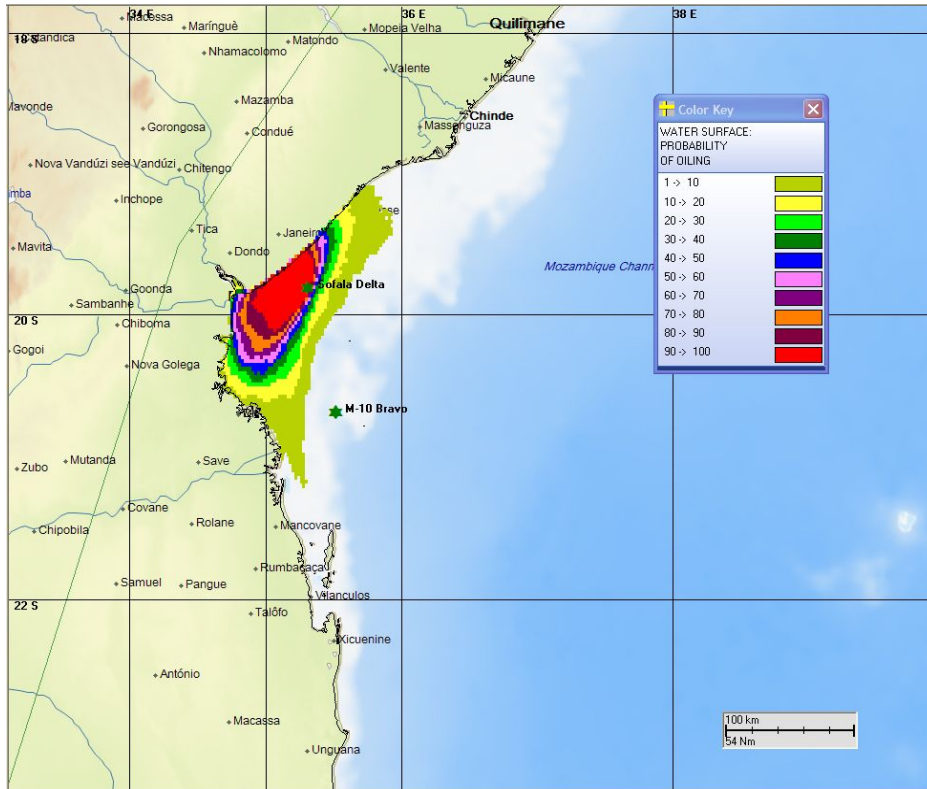 34 E
36 E
38 E
Macossa
Maríngùè
Mopeia Velha
Quilimane
18 S
Matondo
Nhamacolomo
Valente
Micaune
Mavonde
Mazamba
Chinde
Gorongosa
Condué
Massenguza
Nova Vandúzi see Vandúzi
Chitengo
Inchope
Tica
Janeiro
Mavita
Dondo
Mozambique Chann
Goonda
Sofala Delta
Sambanhe
20 S
Chiboma
Gogoi
Nova Golega
M-10 Bravo
Zubo
Mutanda
Save
Covane
Chipobila
Rolane
Mancovane
Rumbacaça
Samuel
Pangue
Vilanculos
22 S
Talôfo
Xicuenine
António
Macassa
Unguana
Color Key
WATER SURFACE:
PROBABILITY
OF OILING
1 -> 10
10 -> 20
20 -> 30
30 -> 40
40 -> 50
50 -> 60
60 -> 70
70 -> 80
80 -> 90
90 -> 100
100 km
54 Nm